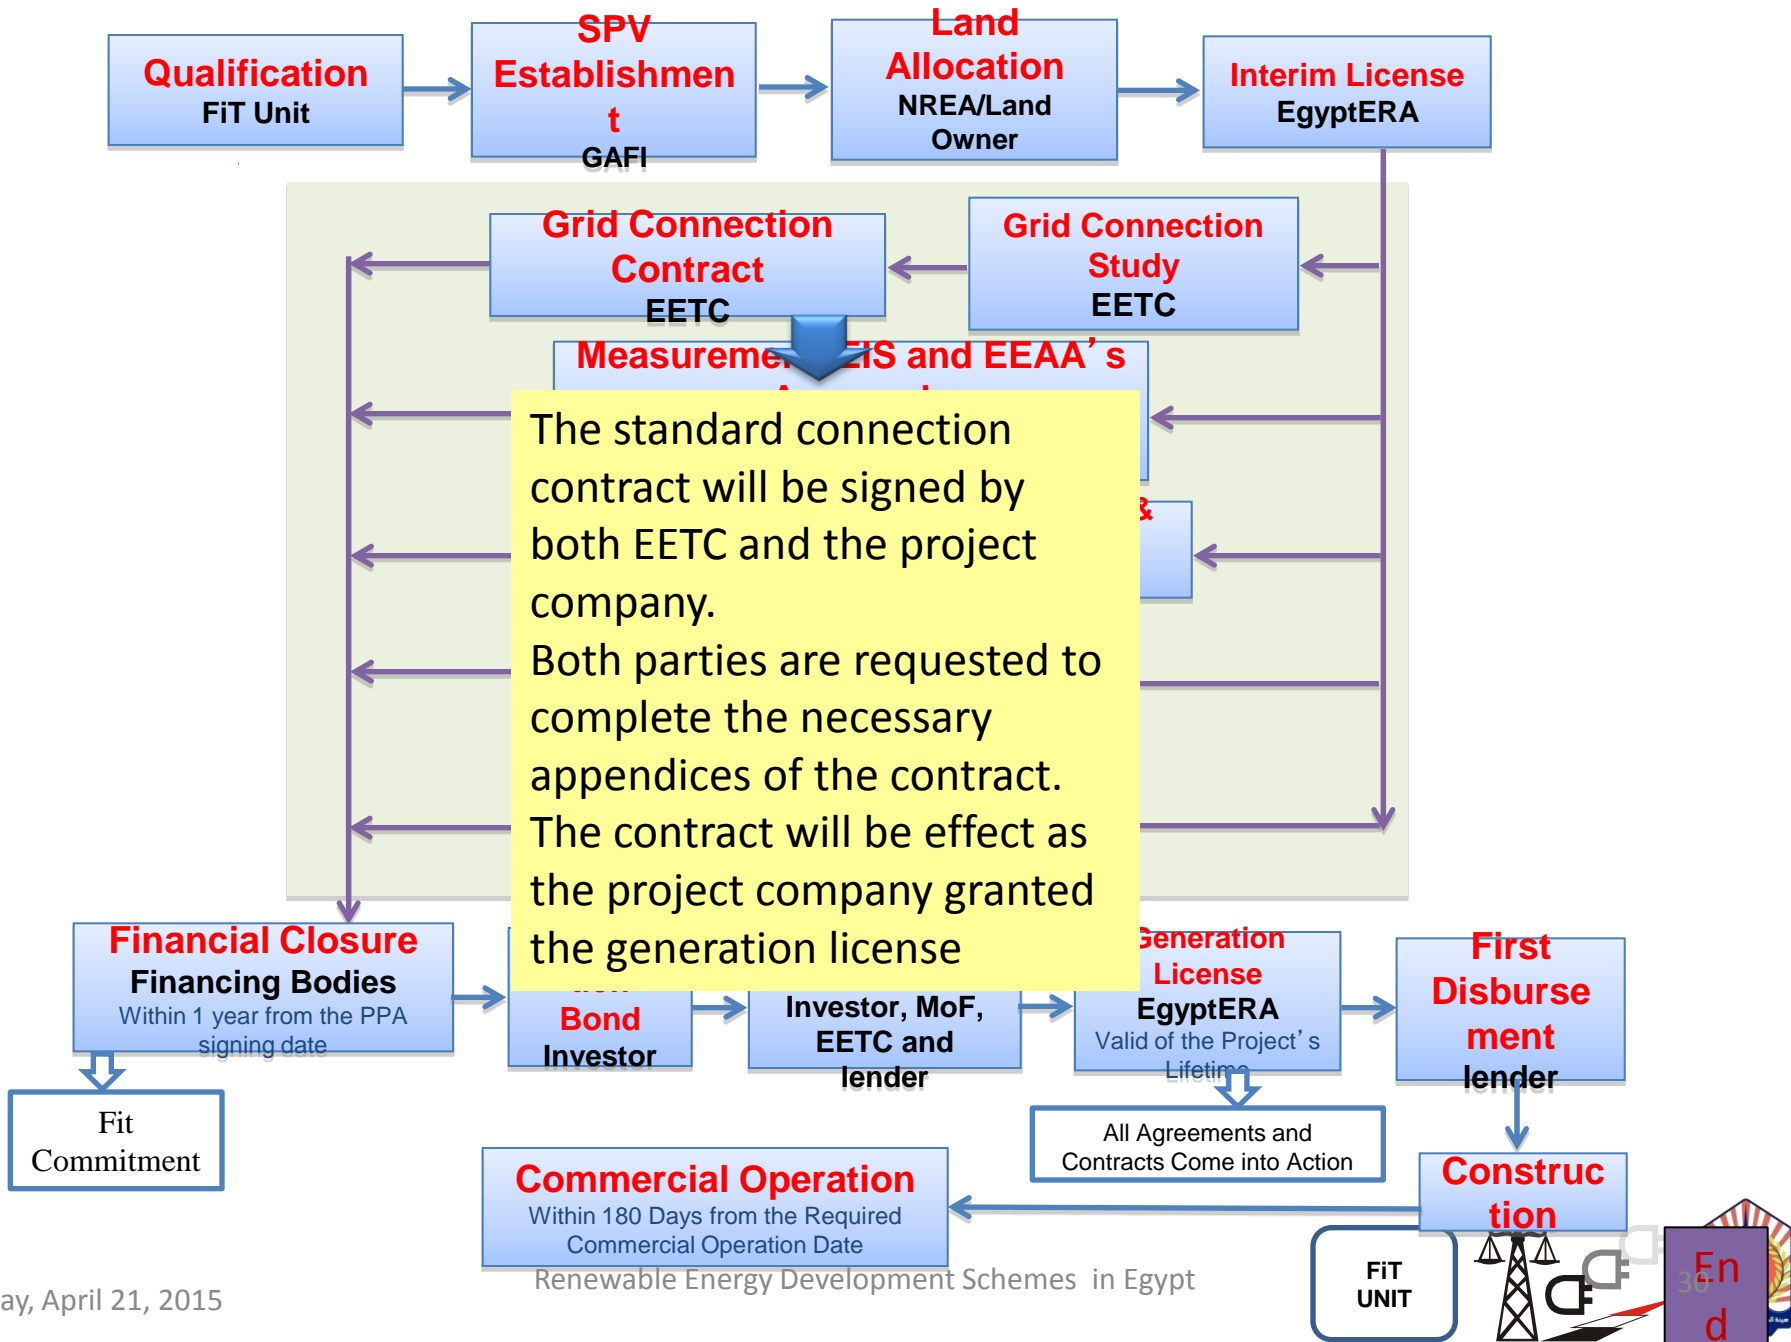 Qualification
FiT Unit
SPV
Establishmen
t
GAFI
Land
Allocation
NREA/Land
Owner
Interim License
EgyptERA
Grid Connection
Contract
EETC
Grid Connection
Study
EETC
EIS and EEAA’s
&
The standard connection
contract will be signed by
both EETC and the project
company.
Both parties are requested to
complete the necessary
appendices of the contract.
The contract will be effect as
the project company granted
the generation license
Financial Closure
Financing Bodies
Within 1 year from the PPA
signing date
Fit
Commitment
Bond
Investor
Investor, MoF,
EETC and
lender
Generation
License
EgyptERA
Valid of the Project’s
Lifetime
All Agreements and
Contracts Come into Action
First
Disburse
ment
lender
Construc
tion
Commercial Operation
Within 180 Days from the Required
Commercial Operation Date
Renewable Energy Development Schemes in Egypt
ay, April 21, 2015
FiT
UNIT
30
En
d